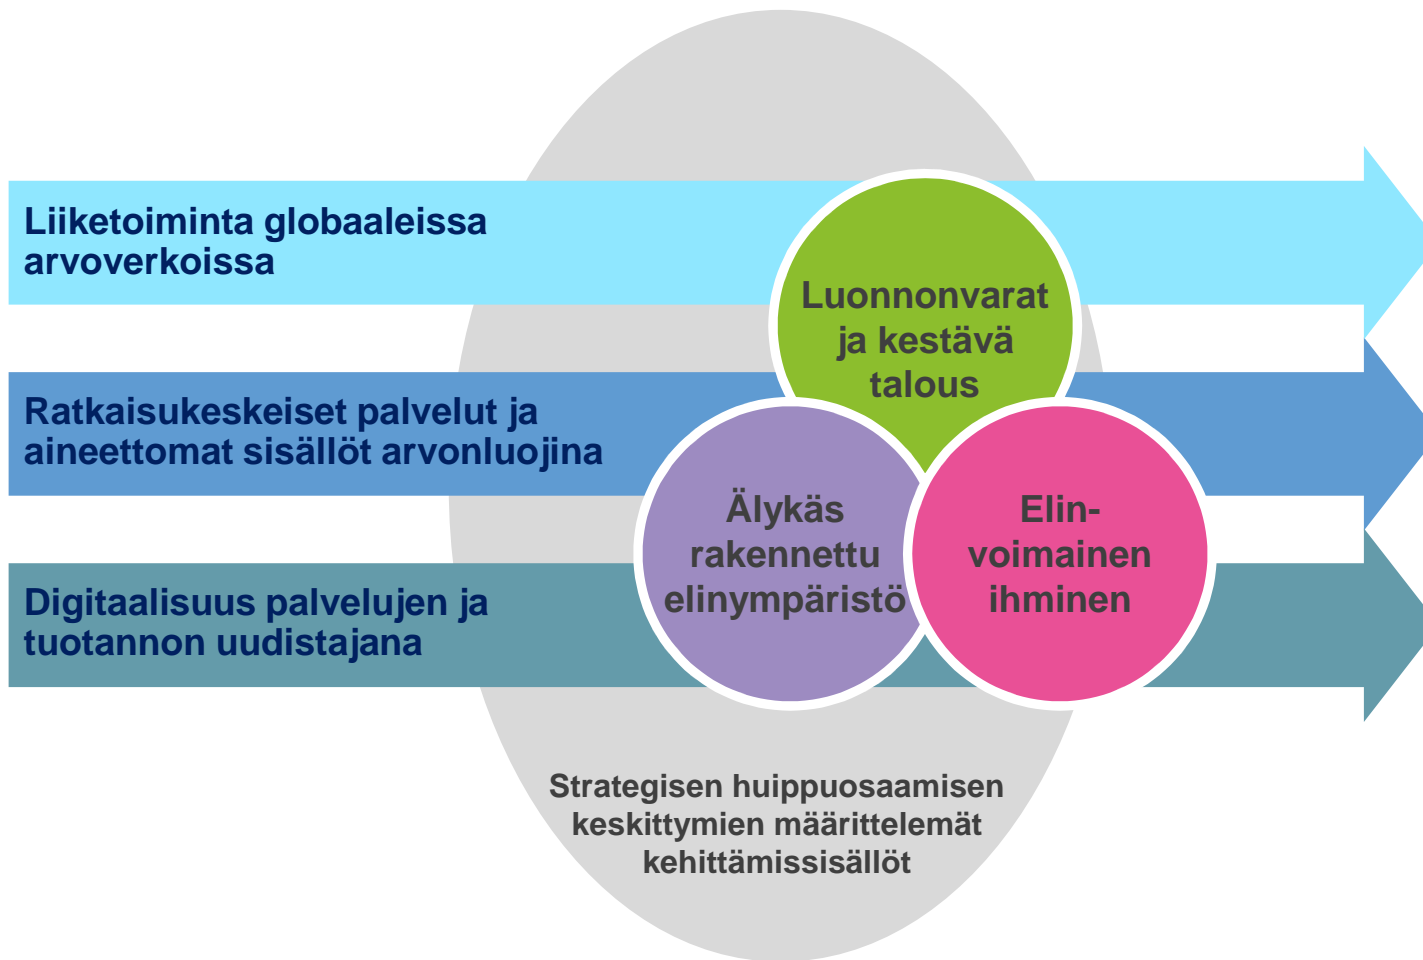 Liiketoiminta globaaleissa
arvoverkoissa
Luonnonvarat
ja kestävä
talous
Ratkaisukeskeiset palvelut ja
aineettomat sisällöt arvonluojina
Älykäs
rakennettu
elinympäristö
Elin-
voimainen
ihminen
Digitaalisuus palvelujen ja
tuotannon uudistajana
Strategisen huippuosaamisen
keskittymien määrittelemät
kehittämissisällöt